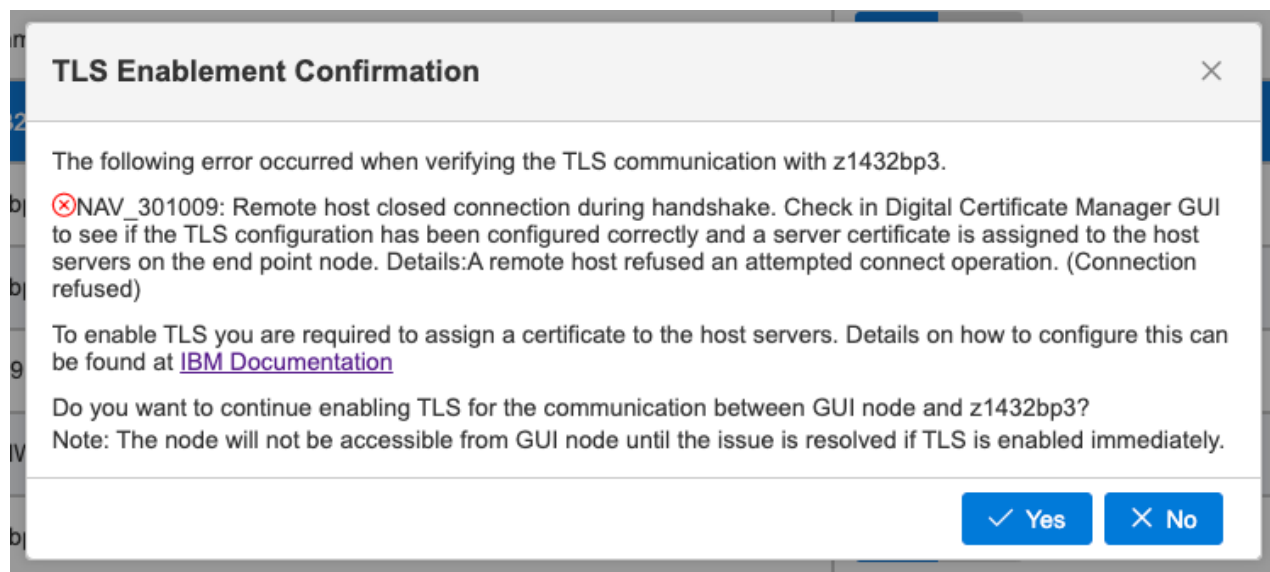 TLS Enablement Confirmation
The following error occurred when verifying the TLS communication with z1432bp3.
NAV_301009: Remote host closed connection during handshake. Check in Digital Certificate Manager GUI
to see if the TLS configuration has been configured correctly and a server certificate is assigned to the host
servers on the end point node. Details:A remote host refused an attempted connect operation. (Connection
refused)
To enable TLS you are required to assign a certificate to the host servers. Details on how to configure this can
be found at IBM Documentation
Do you want to continue enabling TLS for the communication between GUI node and z1432bp3?
Note: The node will not be accessible from GUI node until the issue is resolved if TLS is enabled immediately.
Yes
No